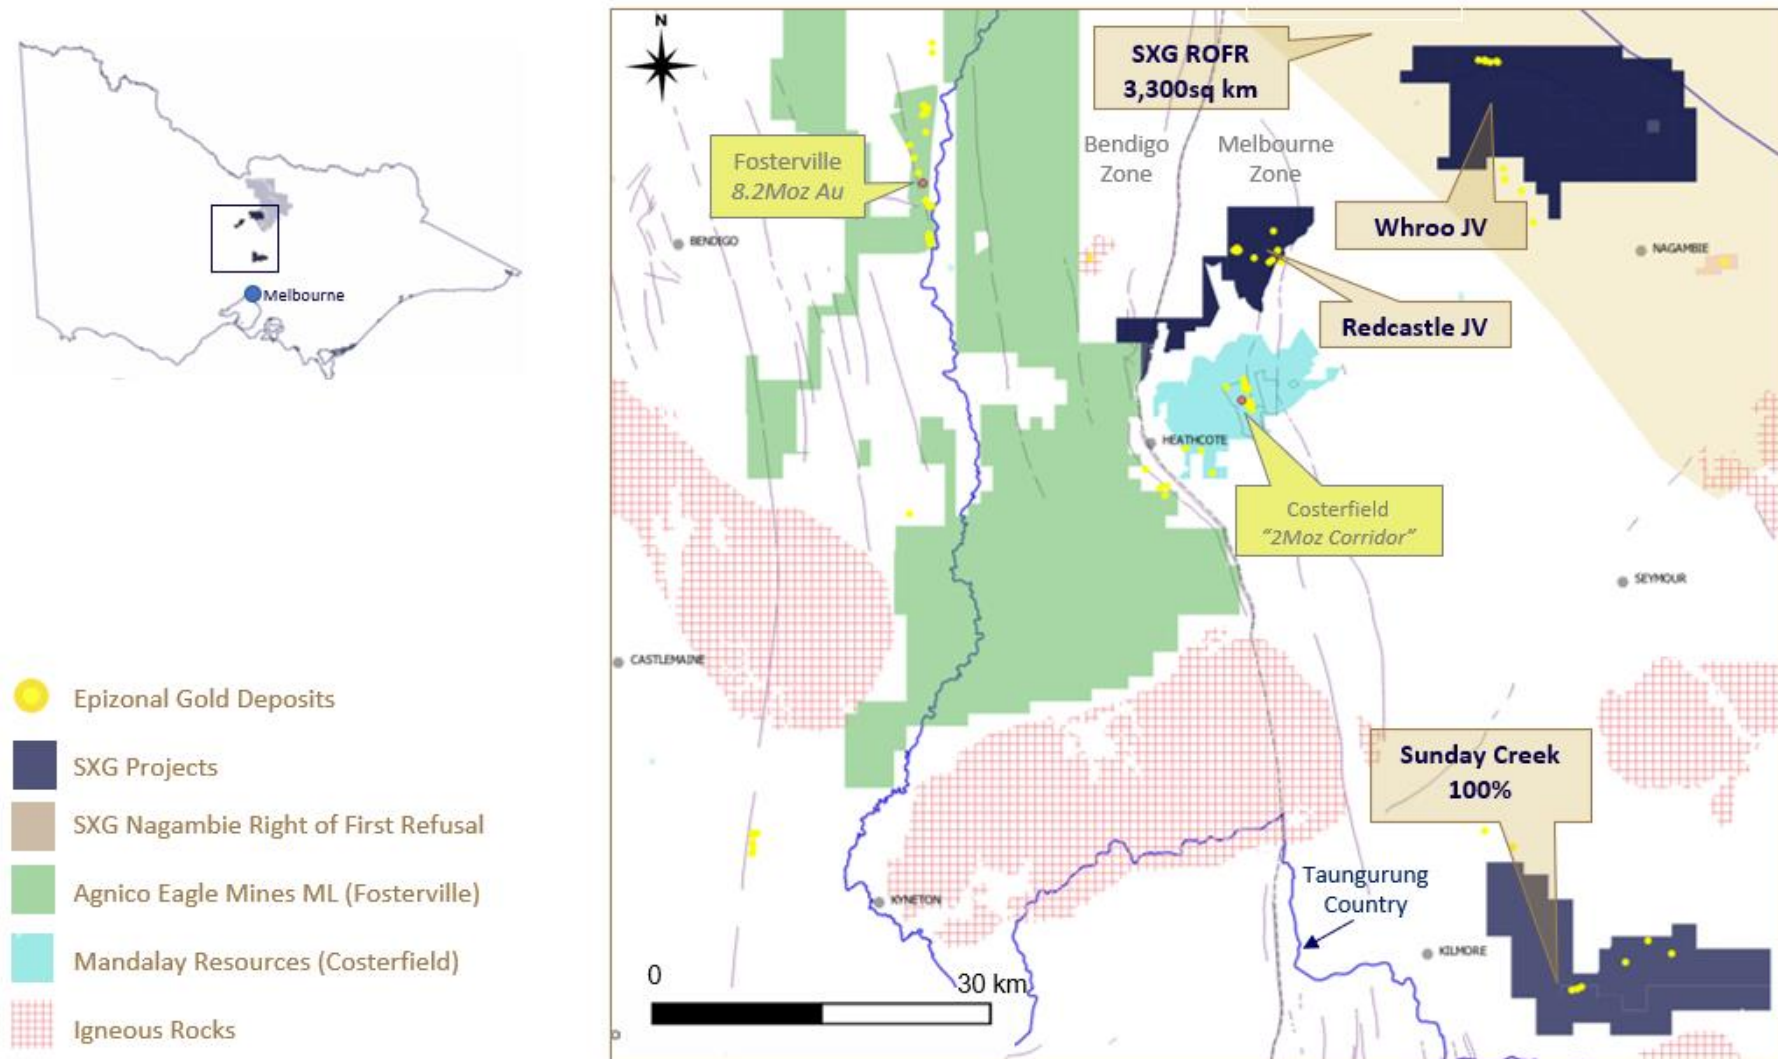 Melbourne
Epizonal Gold Deposits
SXG Projects
SXG Nagambie Right of First Refusal
Agnico Eagle Mines ML (Fosterville)
Mandalay Resources (Costerfield)
Igneous Rocks
N
SXG ROFR
3,300sq km
Bendigo
Zone
Melbourne
Zone
Fosterville
8.2Moz Au
BENDIGO
Whroo JV
NAGAMBIE
Redcastle JV
HEATHCOTE
Costerfield
“2Moz Corridor”
SEYMOUR
CASTLEMAINE
Sunday Creek
100%
KYNETON
Taungurung
Country
KILMORE
0
30 km